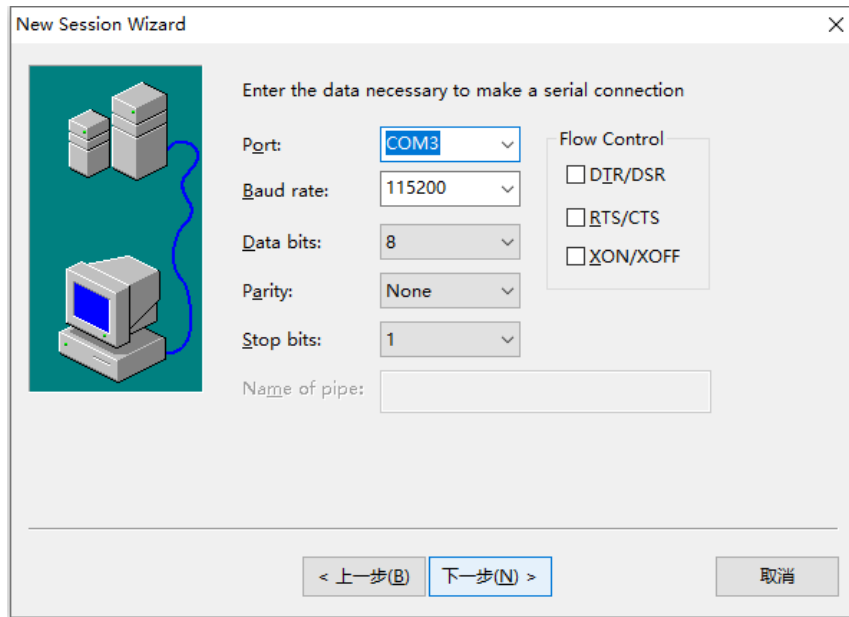 New Session Wizard
Enter the data necessary to make a serial connection
Port: COM3
Baud rate: 115200
Data bits: 8
Parity: None
Stop bits: 1
Name of pipe:
Flow Control
DTR/DSR
RTS/CTS
XON/XOFF
< 上一步(B)
下一步(N) >
取消